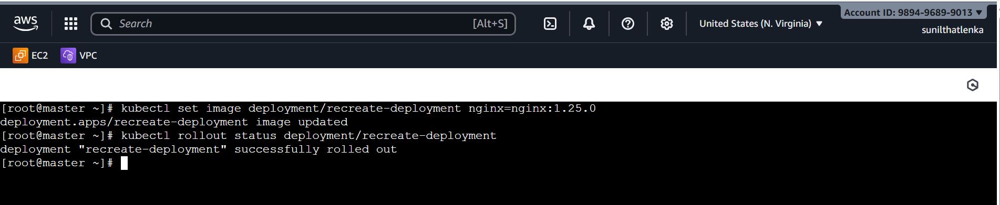 aws
Search
[Alt+S]
United States (N. Virginia) ▼
Account ID: 9894-9689-9013 ▼
sunilthatlenka
EC2
VPC
[root@master ~]# kubectl set image deployment/recreate-deployment nginx=nginx:1.25.0
deployment.apps/recreate-deployment image updated
[root@master ~]# kubectl rollout status deployment/recreate-deployment
deployment "recreate-deployment" successfully rolled out
[root@master ~]#